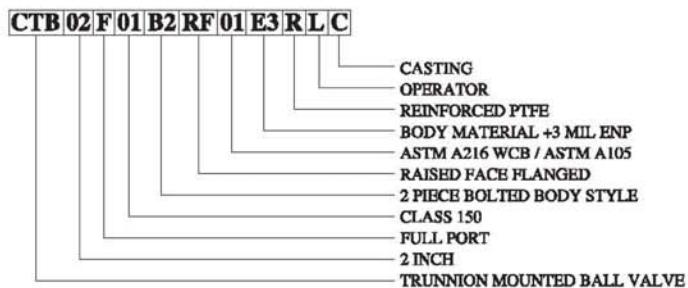 CTB 02 F 01 B2 RF 01 E3 R L C
CASTING
OPERATOR
REINFORCED PTFE
BODY MATERIAL +3 MIL ENP
ASTM A216 WCB / ASTM A105
RAISED FACE FLANGED
2 PIECE BOLTED BODY STYLE
CLASS 150
FULL PORT
2 INCH
TRUNNION MOUNTED BALL VALVE